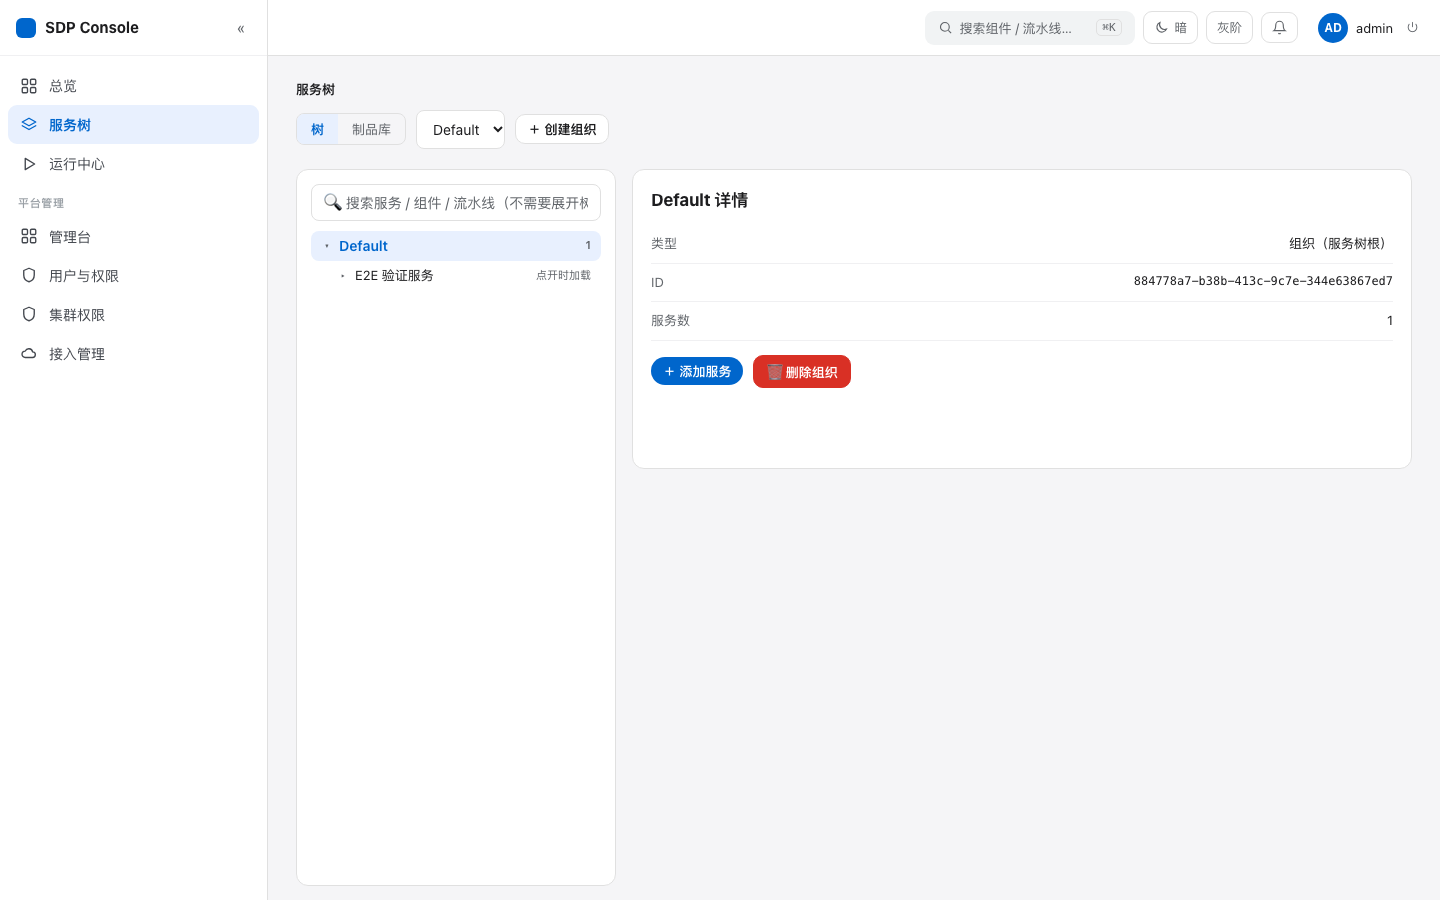 SDP Console
«
搜索组件 / 流水线...
⌘K
暗
灰阶
AD
admin
总览
服务树
运行中心
平台管理
管理台
用户与权限
集群权限
接入管理
服务树
树
制品库
Default
+ 创建组织
搜索服务 / 组件 / 流水线（不需要展开
Default
1
E2E 验证服务
点开时加载
Default 详情
类型
组织（服务树根）
ID
884778a7-b38b-413c-9c7e-344e63867ed7
服务数
1
+ 添加服务
删除组织